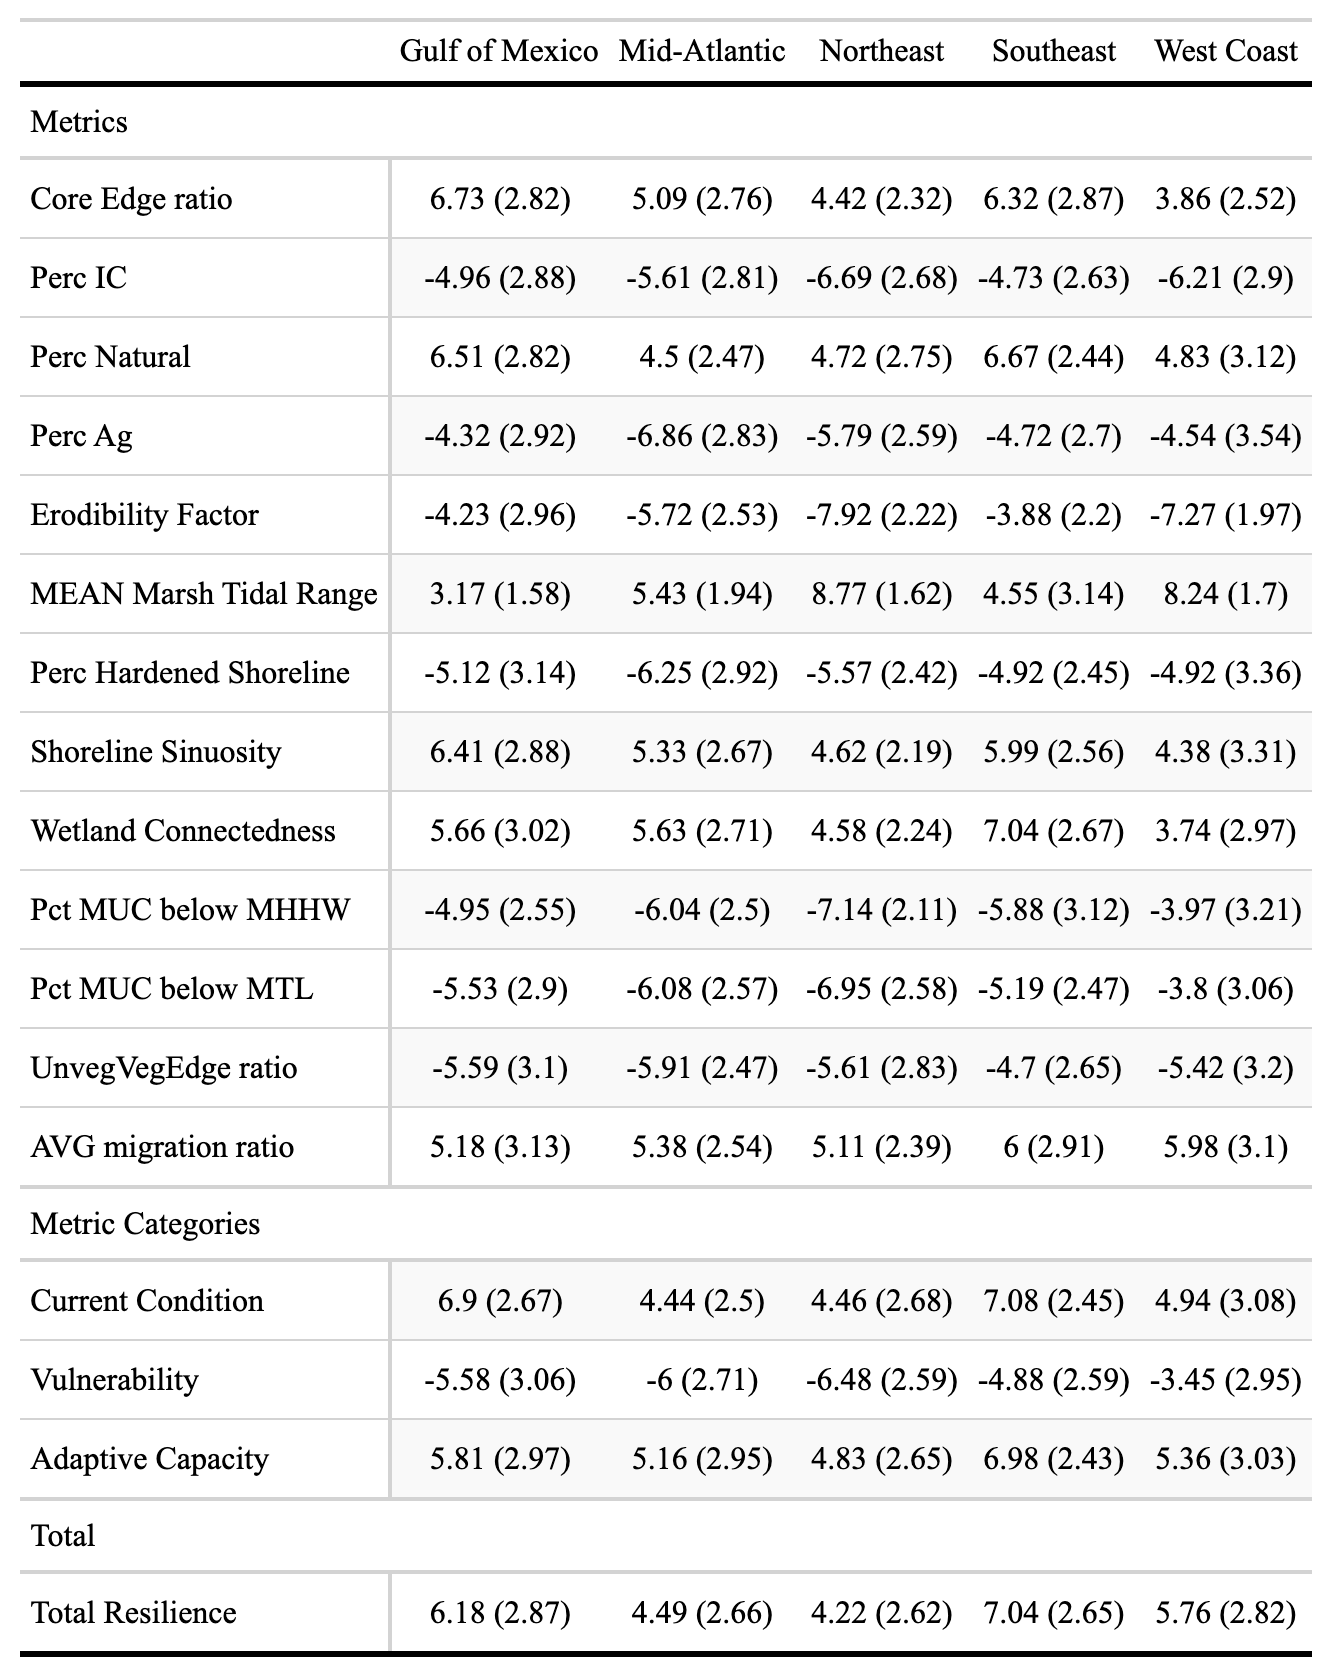 Gulf of Mexico Mid-Atlantic Northeast Southeast West Coast
Metrics
Core Edge ratio 6.73 (2.82) 5.09 (2.76) 4.42 (2.32) 6.32 (2.87) 3.86 (2.52)
Perc IC -4.96 (2.88) -5.61 (2.81) -6.69 (2.68) -4.73 (2.63) -6.21 (2.9)
Perc Natural 6.51 (2.82) 4.5 (2.47) 4.72 (2.75) 6.67 (2.44) 4.83 (3.12)
Perc Ag -4.32 (2.92) -6.86 (2.83) -5.79 (2.59) -4.72 (2.7) -4.54 (3.54)
Erodibility Factor -4.23 (2.96) -5.72 (2.53) -7.92 (2.22) -3.88 (2.2) -7.27 (1.97)
MEAN Marsh Tidal Range 3.17 (1.58) 5.43 (1.94) 8.77 (1.62) 4.55 (3.14) 8.24 (1.7)
Perc Hardened Shoreline -5.12 (3.14) -6.25 (2.92) -5.57 (2.42) -4.92 (2.45) -4.92 (3.36)
Shoreline Sinuosity 6.41 (2.88) 5.33 (2.67) 4.62 (2.19) 5.99 (2.56) 4.38 (3.31)
Wetland Connectedness 5.66 (3.02) 5.63 (2.71) 4.58 (2.24) 7.04 (2.67) 3.74 (2.97)
Pct MUC below MHHW -4.95 (2.55) -6.04 (2.5) -7.14 (2.11) -5.88 (3.12) -3.97 (3.21)
Pct MUC below MTL -5.53 (2.9) -6.08 (2.57) -6.95 (2.58) -5.19 (2.47) -3.8 (3.06)
UnvegVegEdge ratio -5.59 (3.1) -5.91 (2.47) -5.61 (2.83) -4.7 (2.65) -5.42 (3.2)
AVG migration ratio 5.18 (3.13) 5.38 (2.54) 5.11 (2.39) 6 (2.91) 5.98 (3.1)
Metric Categories
Current Condition 6.9 (2.67) 4.44 (2.5) 4.46 (2.68) 7.08 (2.45) 4.94 (3.08)
Vulnerability -5.58 (3.06) -6 (2.71) -6.48 (2.59) -4.88 (2.59) -3.45 (2.95)
Adaptive Capacity 5.81 (2.97) 5.16 (2.95) 4.83 (2.65) 6.98 (2.43) 5.36 (3.03)
Total
Total Resilience 6.18 (2.87) 4.49 (2.66) 4.22 (2.62) 7.04 (2.65) 5.76 (2.82)